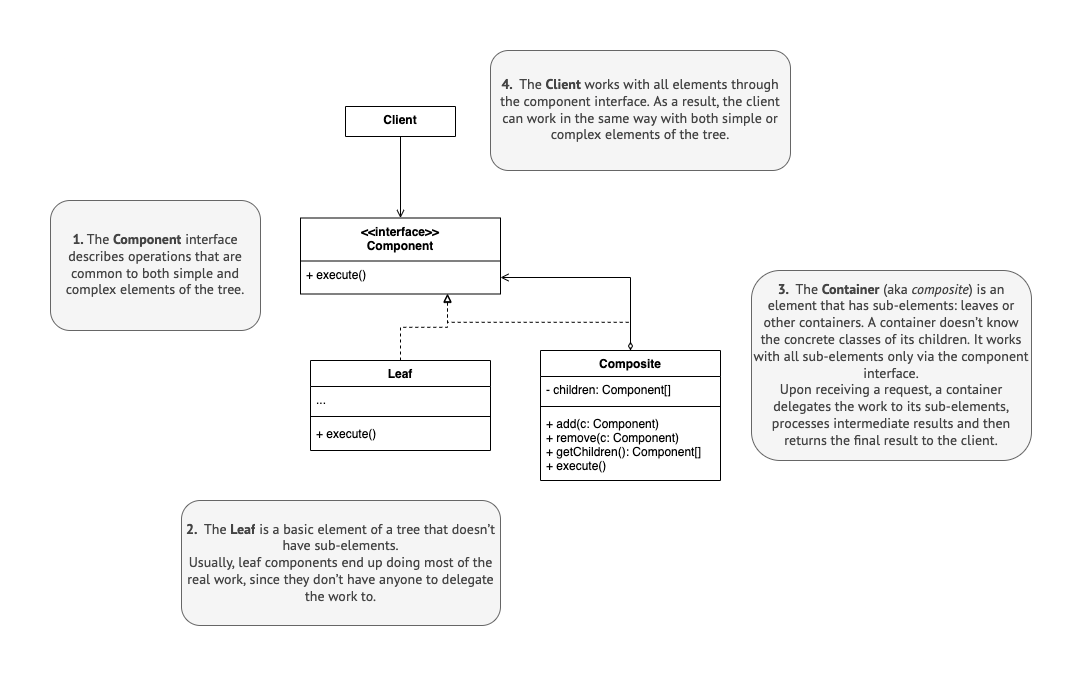 4.  The Client works with all elements through
the component interface. As a result, the client
can work in the same way with both simple or
complex elements of the tree.
Client
1. The Component interface
describes operations that are
common to both simple and
complex elements of the tree.
<<interface>>
Component
+ execute()
3.  The Container (aka composite) is an
element that has sub-elements: leaves or
other containers. A container doesn't know
the concrete classes of its children. It works
with all sub-elements only via the component
interface.
Upon receiving a request, a container
delegates the work to its sub-elements,
processes intermediate results and then
returns the final result to the client.
Leaf
...
+ execute()
Composite
- children: Component[]
+ add(c: Component)
+ remove(c: Component)
+ getChildren(): Component[]
+ execute()
2.  The Leaf is a basic element of a tree that doesn't
have sub-elements.
Usually, leaf components end up doing most of the
real work, since they don't have anyone to delegate
the work to.